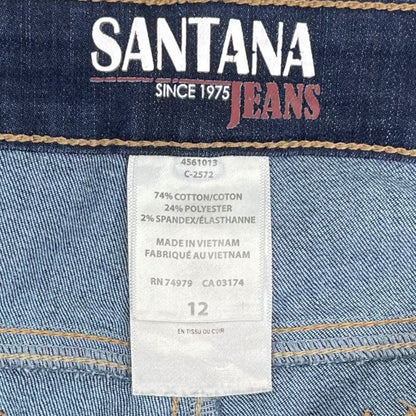 SANTANA
SINCE 1975 JEANS
4561013
C-2572
74% COTTON/COTON
24% POLYESTER
2% SPANDEX/ÉLASTHANNE
MADE IN VIETNAM
FABRIQUÉ AU VIETNAM
RN 74979 CA 03174
12
EN TISSU OU CUIR